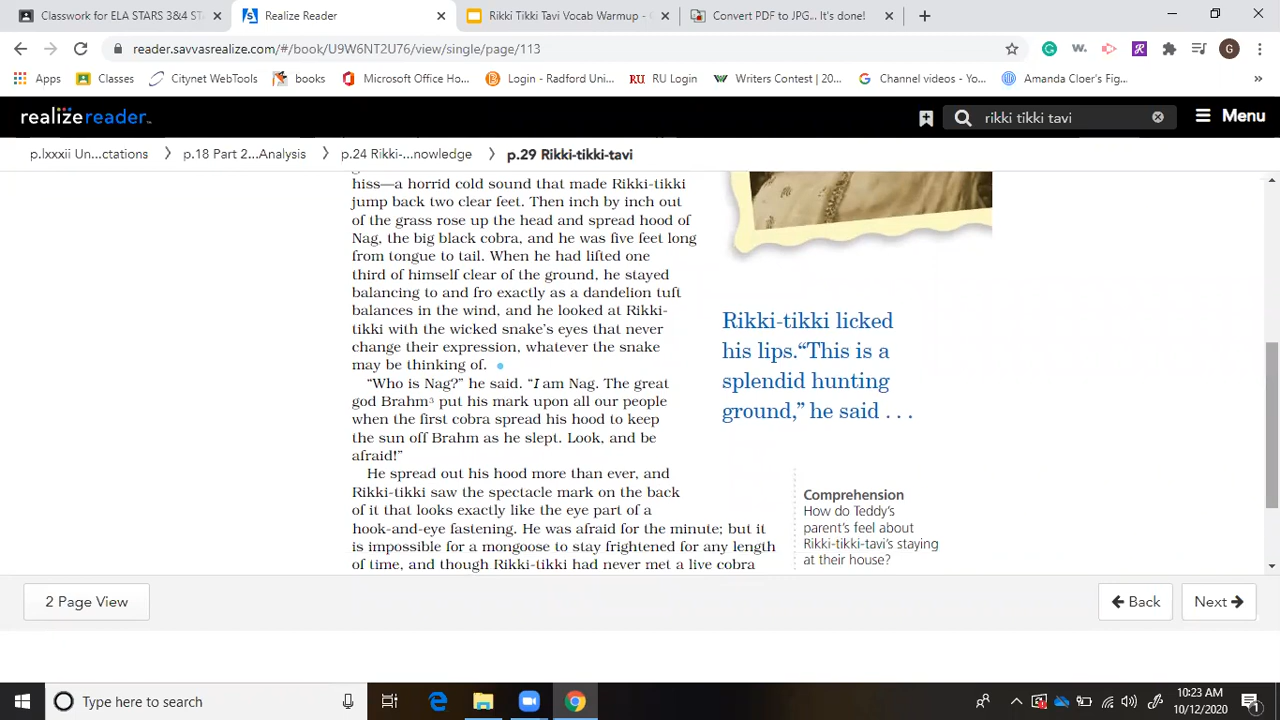 Classwork for ELA STARS 3&4 ST
Realize Reader
Rikki Tikki Tavi Vocab Warmup - G
Convert PDF to JPG... It's done!
reader.savvasrealize.com/#/book/U9W6NT2U76/view/single/page/113
Apps
Classes
Citynet WebTools
books
Microsoft Office Ho...
Login - Radford Uni...
RU Login
Writers Contest | 20...
Channel videos - Yo...
Amanda Cloer's Fig...
realizereader
rikki tikki tavi
Menu
p.lxxxii Un...ctations
p.18 Part 2...Analysis
p.24 Rikki-...nowledge
p.29 Rikki-tikki-tavi
hiss—a horrid cold sound that made Rikki-tikki
jump back two clear feet. Then inch by inch out
of the grass rose up the head and spread hood of
Nag, the big black cobra, and he was five feet long
from tongue to tail. When he had lifted one
third of himself clear of the ground, he stayed
balancing to and fro exactly as a dandelion tuft
balances in the wind, and he looked at Rikki-
tikki with the wicked snake's eyes that never
change their expression, whatever the snake
may be thinking of.
“Who is Nag?” he said. “I am Nag. The great
god Brahm³ put his mark upon all our people
when the first cobra spread his hood to keep
the sun off Brahm as he slept. Look, and be
afraid!”
He spread out his hood more than ever, and
Rikki-tikki saw the spectacle mark on the back
of it that looks exactly like the eye part of a
hook-and-eye fastening. He was afraid for the minute; but it
is impossible for a mongoose to stay frightened for any length
of time, and though Rikki-tikki had never met a live cobra
Rikki-tikki licked
his lips.“This is a
splendid hunting
ground,” he said . . .
Comprehension
How do Teddy's
parent's feel about
Rikki-tikki-tavi's staying
at their house?
2 Page View
Back
Next
Type here to search
10:23 AM
10/12/2020